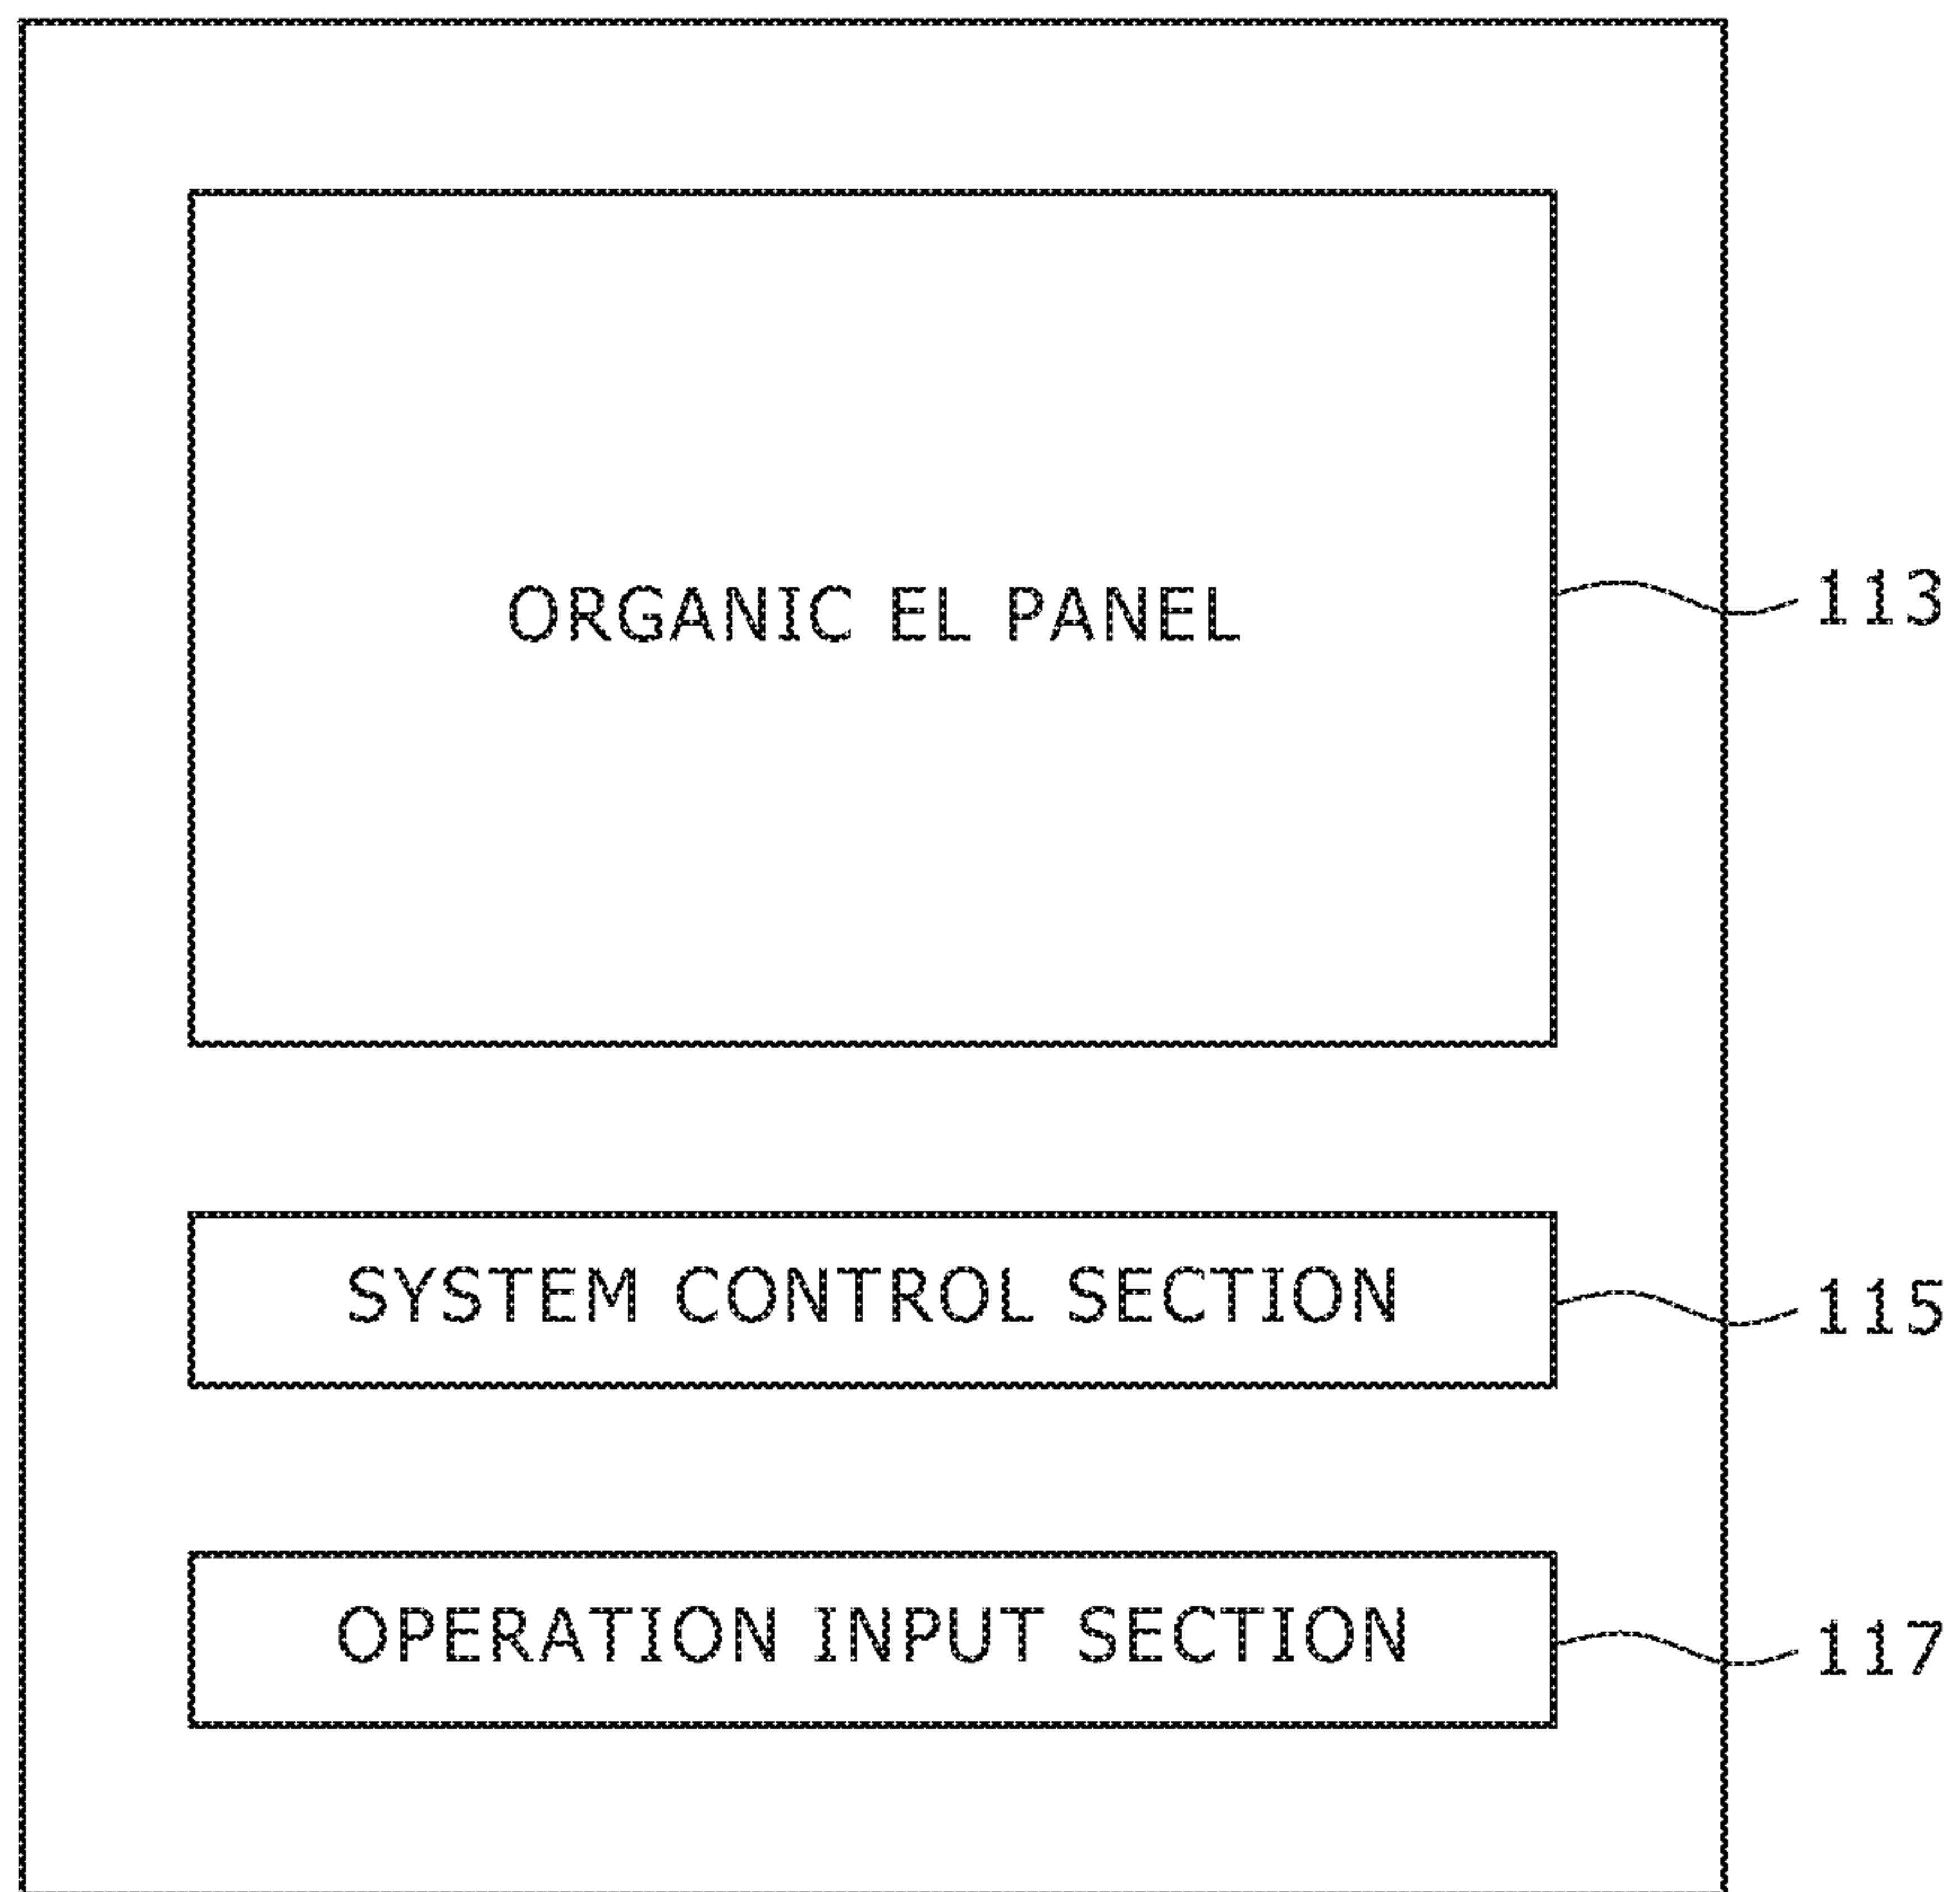 ORGANIC EL PANEL
113
SYSTEM CONTROL SECTION
115
OPERATION INPUT SECTION
117